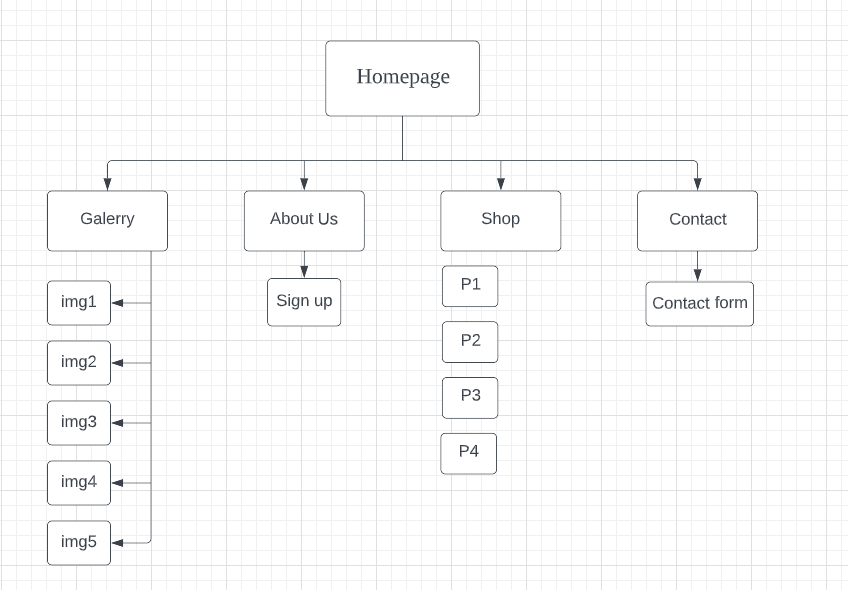 Homepage
Galerry
About Us
Shop
Contact
img1
img2
img3
img4
img5
Sign up
P1
P2
P3
P4
Contact form